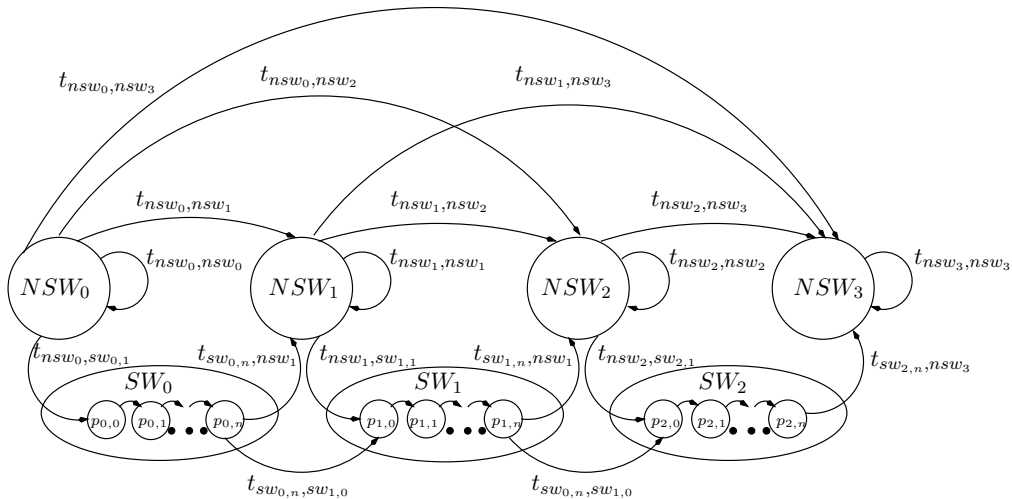 t_{nsw_0,nsw_3}
t_{nsw_0,nsw_2}
t_{nsw_1,nsw_3}
t_{nsw_0,nsw_1}
t_{nsw_1,nsw_2}
t_{nsw_2,nsw_3}
NSW_0
t_{nsw_0,nsw_0}
NSW_1
t_{nsw_1,nsw_1}
NSW_2
t_{nsw_2,nsw_2}
NSW_3
t_{nsw_3,nsw_3}
t_{nsw_0,sw_{0,1}}
t_{sw_{0,n},nsw_1}
t_{nsw_1,sw_{1,1}}
t_{sw_{1,n},nsw_1}
t_{nsw_2,sw_{2,1}}
t_{sw_{2,n},nsw_3}
SW_0
SW_1
SW_2
p_{0,0}
p_{0,1}
p_{0,n}
p_{1,0}
p_{1,1}
p_{1,n}
p_{2,0}
p_{2,1}
p_{2,n}
t_{sw_{0,n},sw_{1,0}}
t_{sw_{0,n},sw_{1,0}}